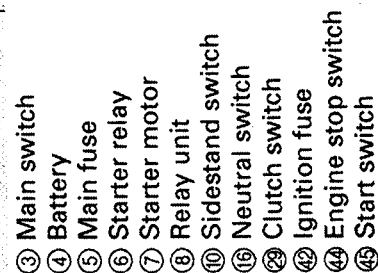 ③ Main switch
④ Battery
⑤ Main fuse
⑥ Starter relay
⑦ Starter motor
⑧ Relay unit
⑩ Sidestand switch
⑯ Neutral switch
㉙ Clutch switch
㊷ Ignition fuse
㊹ Engine stop switch
㊺ Start switch